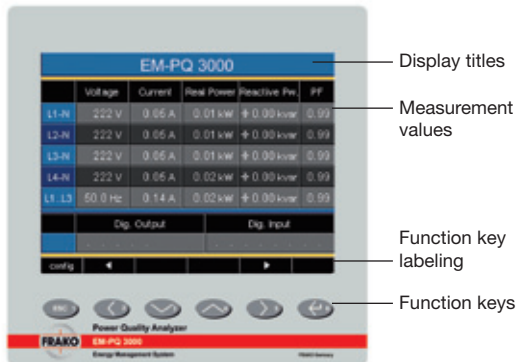 EM-PQ 3000
Display titles
Voltage Current Real Power Reactive Pw. PF
Measurement
values
L1-N 222 V 0.05 A 0.01 kW 0.00 kvar 0.99
L2-N 222 V 0.05 A 0.01 kW 0.00 kvar 0.99
L3-N 222 V 0.05 A 0.01 kW 0.00 kvar 0.99
L4-N 222 V 0.05 A 0.02 kW 0.00 kvar 0.99
L1..L3 50.0 Hz 0.14 A 0.02 kW 0.00 kvar 0.99
Dig. Output Dig. Input
Function key
labeling
config
Function keys
ESC
Power Quality Analyzer
FRAKO EM-PQ 3000
Energy Management System
FRAKO Germany